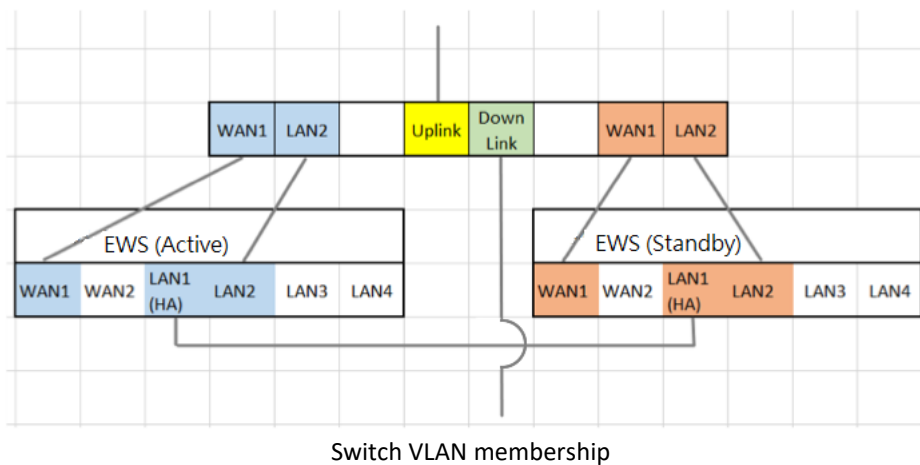 WAN1 LAN2 Uplink Down Link WAN1 LAN2
EWS (Active)
EWS (Standby)
WAN1 WAN2 LAN1 (HA) LAN2 LAN3 LAN4
WAN1 WAN2 LAN1 (HA) LAN2 LAN3 LAN4
Switch VLAN membership